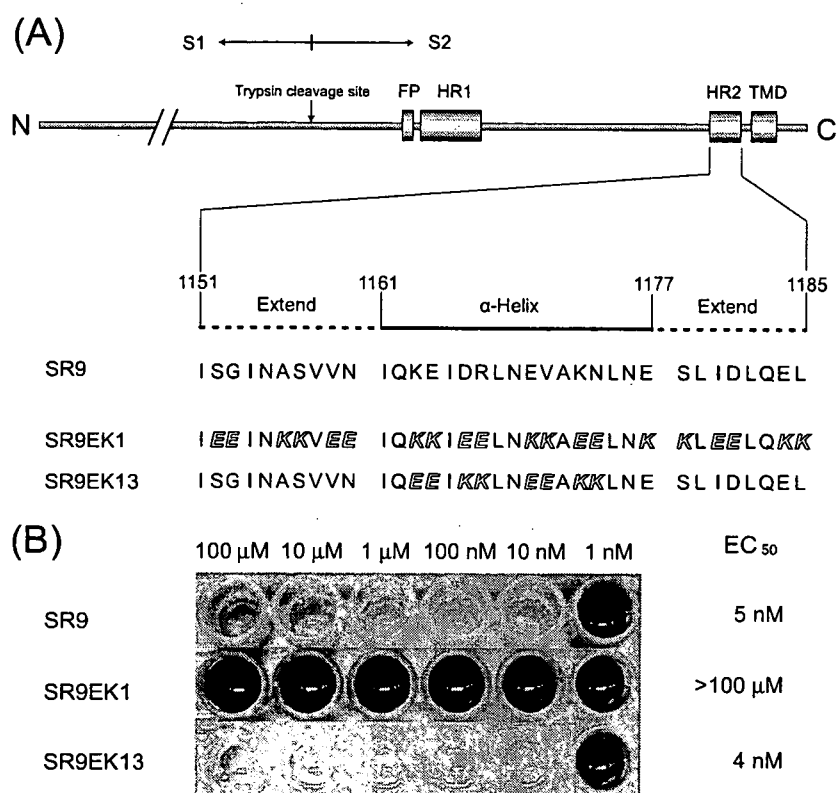 (A)
S1 S2
Trypsin cleavage site FP HR1 HR2 TMD
N C
1151 1161 1177 1185
Extend α-Helix Extend
SR9 ISGINASVVN IQKEIDRLNEVAKNLNE SLIDLQEL
SR9EK1 IEEINKKVEE IQKKIEELNKKAEELNK KLEELQKK
SR9EK13 ISGINASVVN IQEEIKKLNEEAKKLNE SLIDLQEL
(B)
100 μM 10 μM 1 μM 100 nM 10 nM 1 nM EC50
SR9 5 nM
SR9EK1 >100 μM
SR9EK13 4 nM